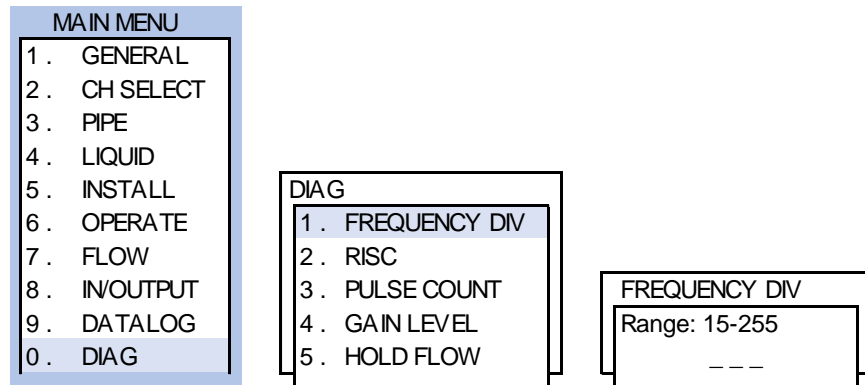 MAIN MENU
1. GENERAL
2. CH SELECT
3. PIPE
4. LIQUID
5. INSTALL
6. OPERATE
7. FLOW
8. IN/OUTPUT
9. DATALOG
0. DIAG
DIAG
1. FREQUENCY DIV
2. RISC
3. PULSE COUNT
4. GAIN LEVEL
5. HOLD FLOW
FREQUENCY DIV
Range: 15-255
_ _ _